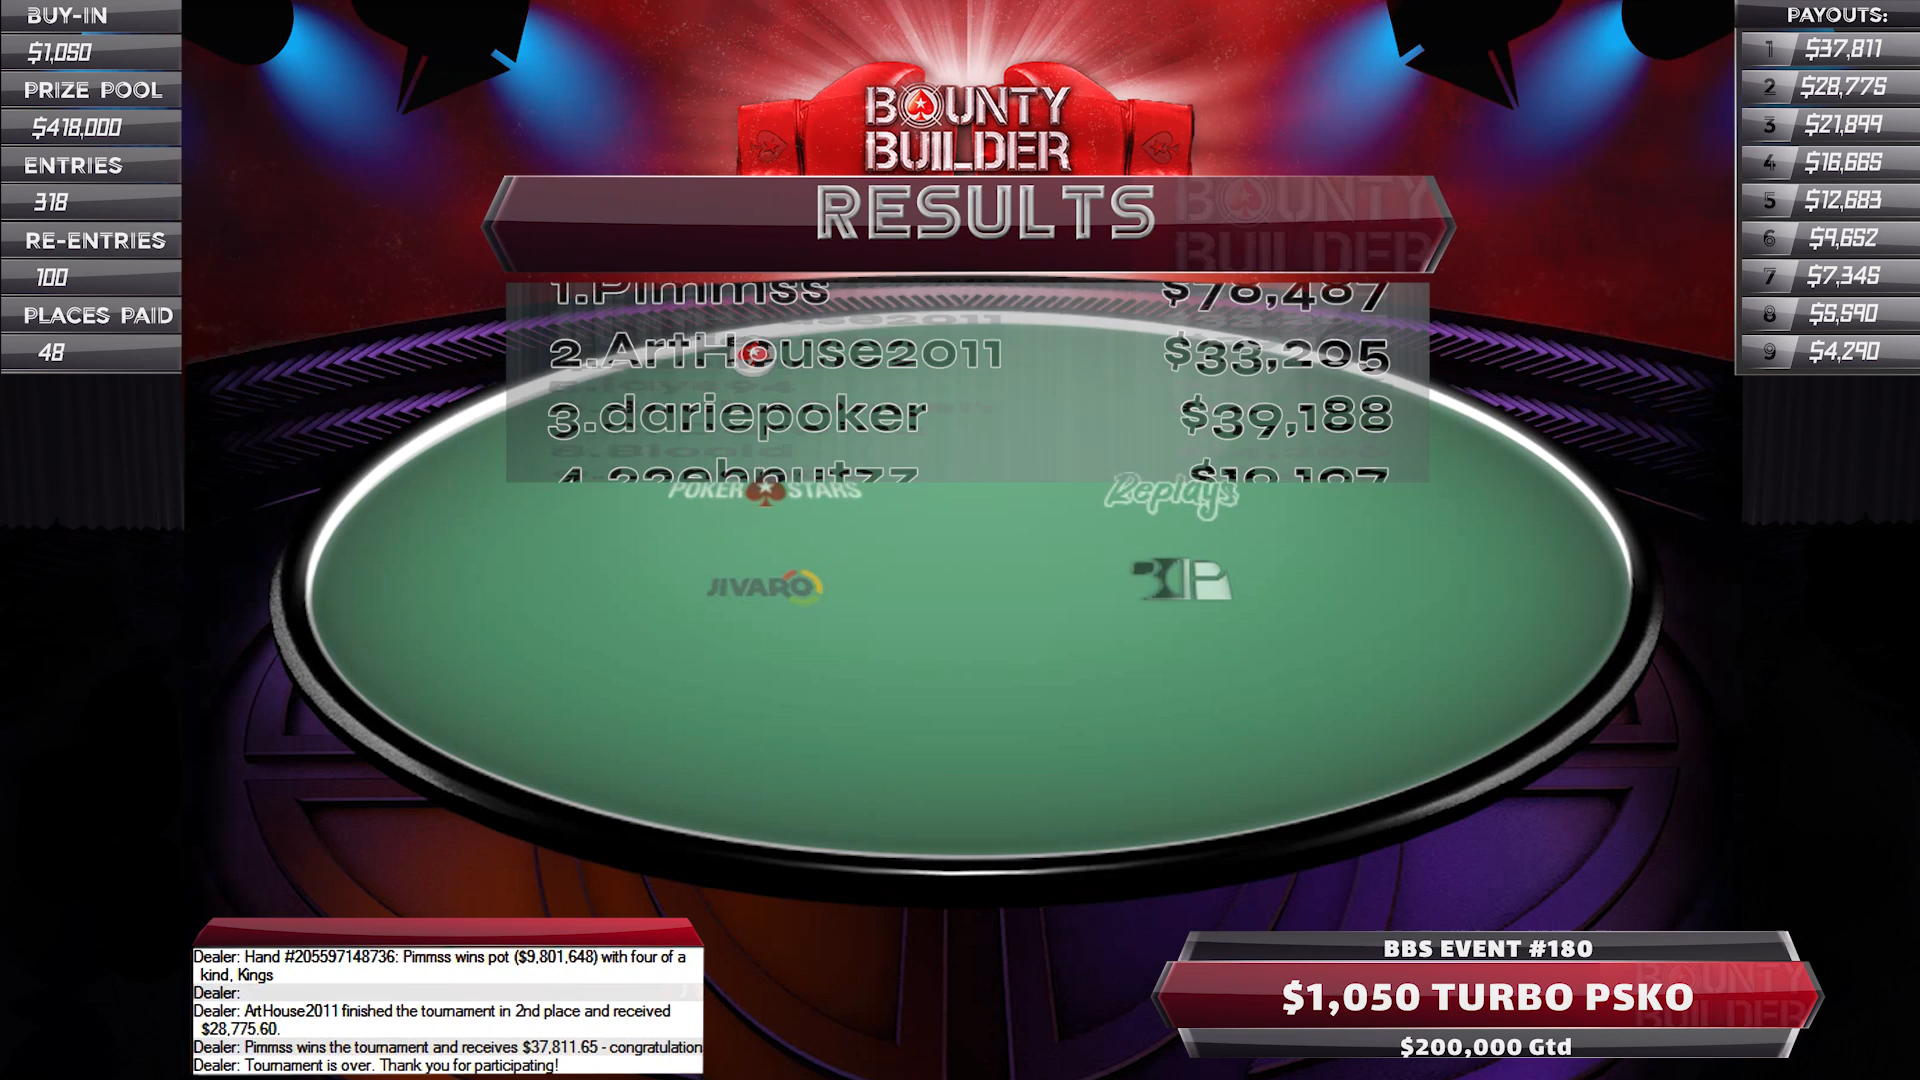 BUY-IN
$1,050
PRIZE POOL
$418,000
ENTRIES
318
RE-ENTRIES
100
PLACES PAID
48
BOUNTY
BUILDER
RESULTS
1.Pimmss $78,487
2.ArtHouse2011 $33,205
3.dariepoker $39,188
POKER STARS
Replays
JIVARO
PAYOUTS:
1 $37,811
2 $28,775
3 $21,899
4 $16,665
5 $12,683
6 $9,652
7 $7,345
8 $5,590
9 $4,290
Dealer: Hand #205597148736: Pimmss wins pot ($9,801,648) with four of a
kind, Kings
Dealer:
Dealer: ArtHouse2011 finished the tournament in 2nd place and received
$28,775.60.
Dealer: Pimmss wins the tournament and receives $37,811.65 - congratulation
Dealer: Tournament is over. Thank you for participating!
BBS EVENT #180
$1,050 TURBO PSKO
$200,000 Gtd